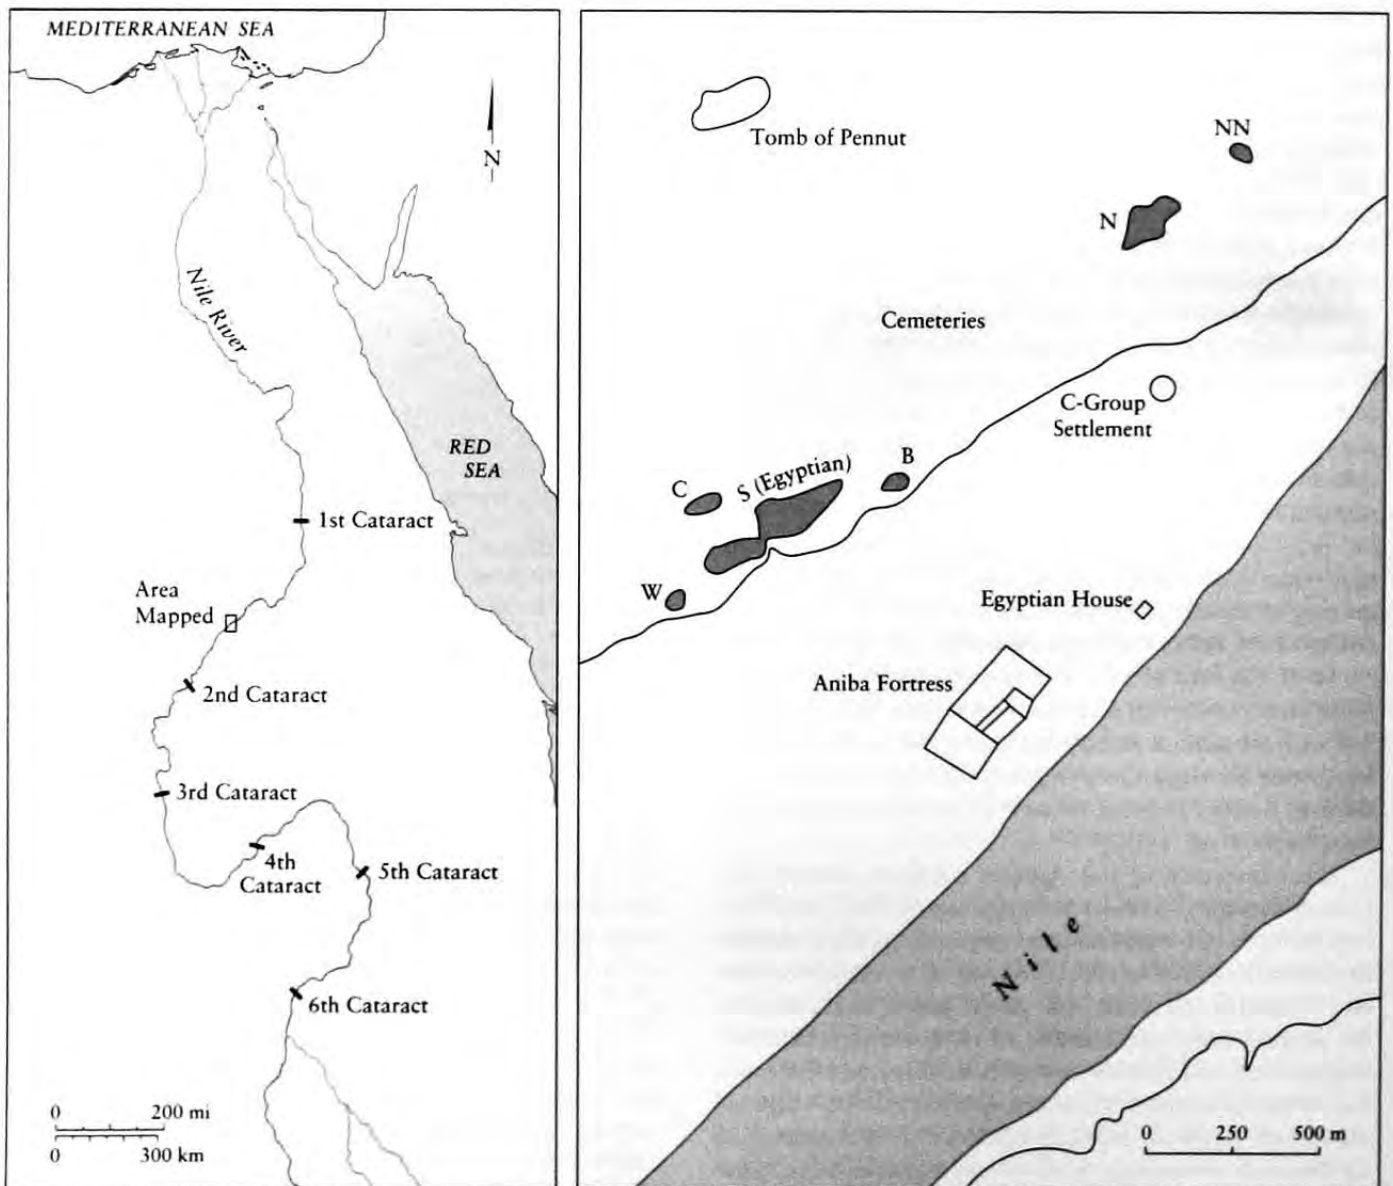 MEDITERRANEAN SEA
N
Nile River
RED
SEA
1st Cataract
Area
Mapped
2nd Cataract
3rd Cataract
4th
Cataract
5th Cataract
6th Cataract
0 200 mi
0 300 km
Tomb of Pennut
NN
N
Cemeteries
C-Group
Settlement
B
S (Egyptian)
C
W
Egyptian House
Aniba Fortress
Nile
0 250 500 m